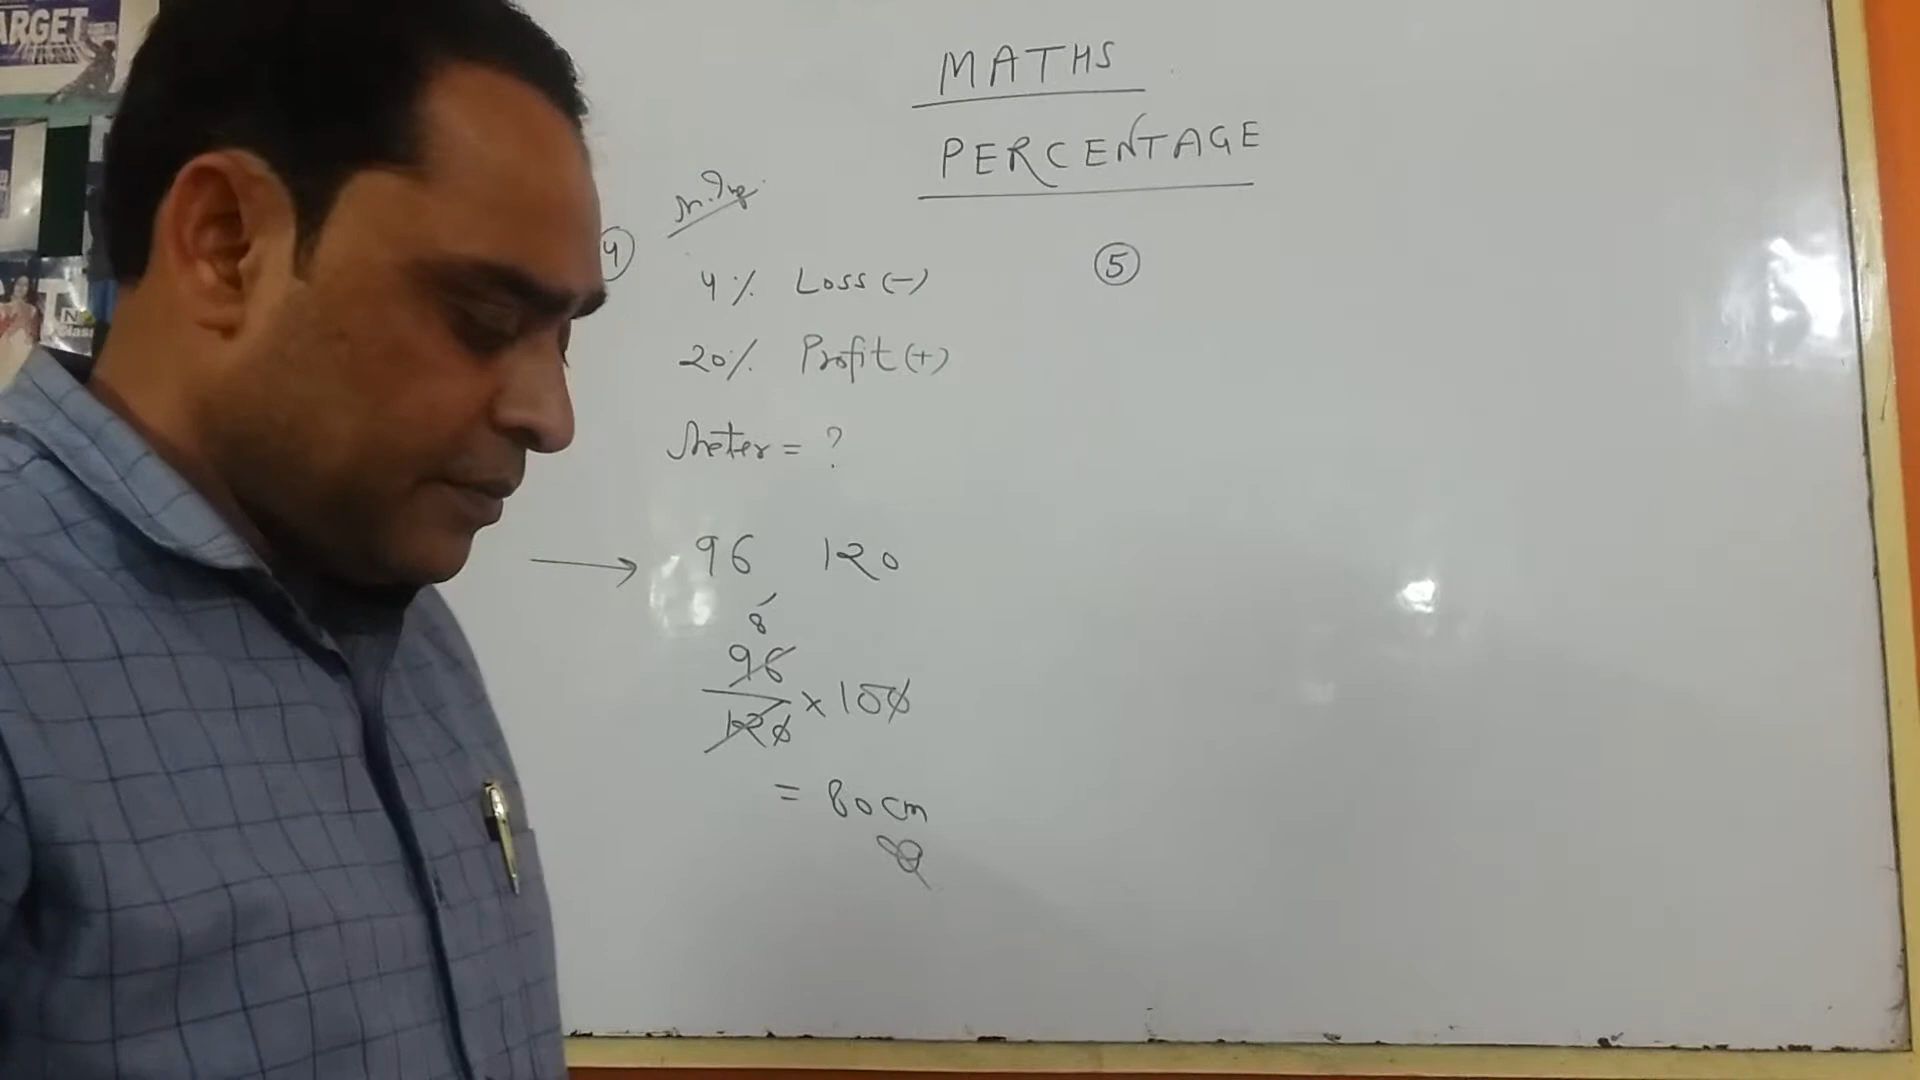 ARGET
MATHS
PERCENTAGE
4
4% Loss (-)
20% Profit (+)
Meter = ?
→ 96 120
8
96
120 × 100
= 80 cm
5